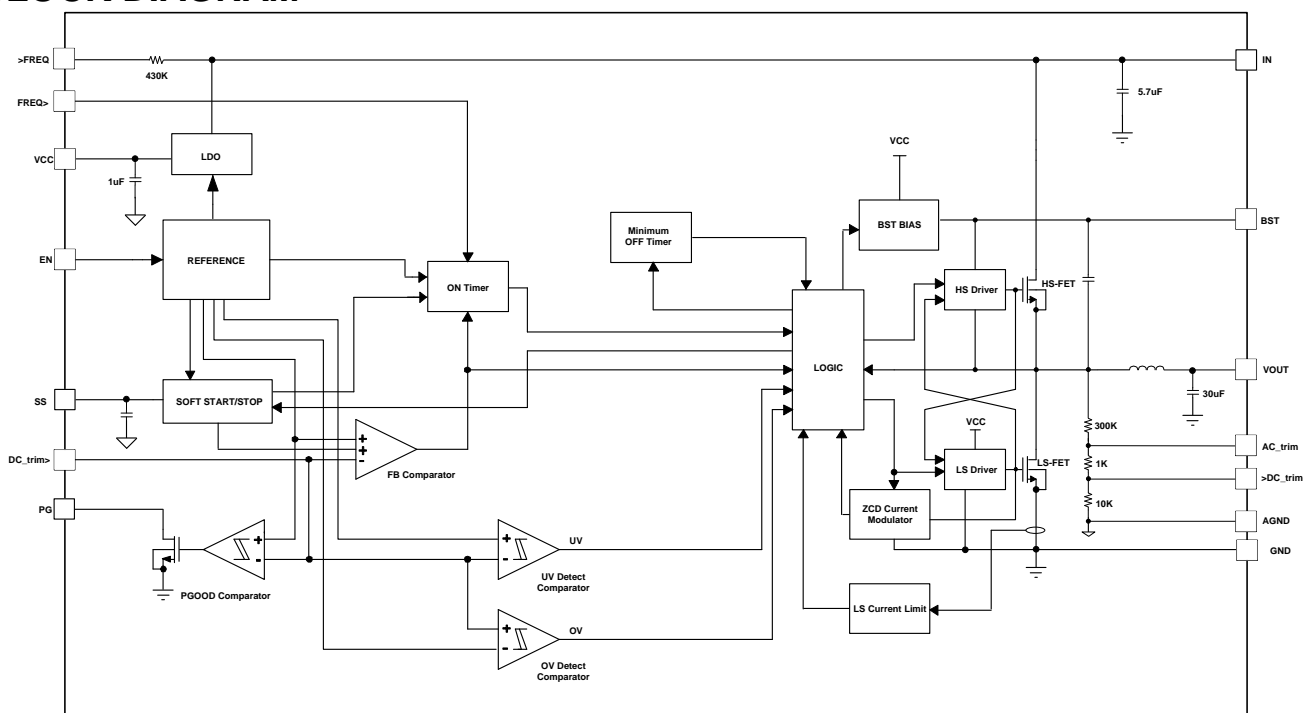 >FREQ
430K
IN
5.7uF
FREQ>
VCC
LDO
1uF
VCC
BST BIAS
BST
Minimum
OFF Timer
EN
REFERENCE
ON Timer
HS Driver
HS-FET
LOGIC
VOUT
30uF
SS
SOFT START/STOP
300K
VCC
AC_trim
DC_trim>
+
+
-
FB Comparator
LS Driver
LS-FET
1K
>DC_trim
10K
PG
ZCD Current
Modulator
AGND
+
-
PGOOD Comparator
+
-
UV
UV Detect
Comparator
GND
LS Current Limit
+
-
OV
OV Detect
Comparator